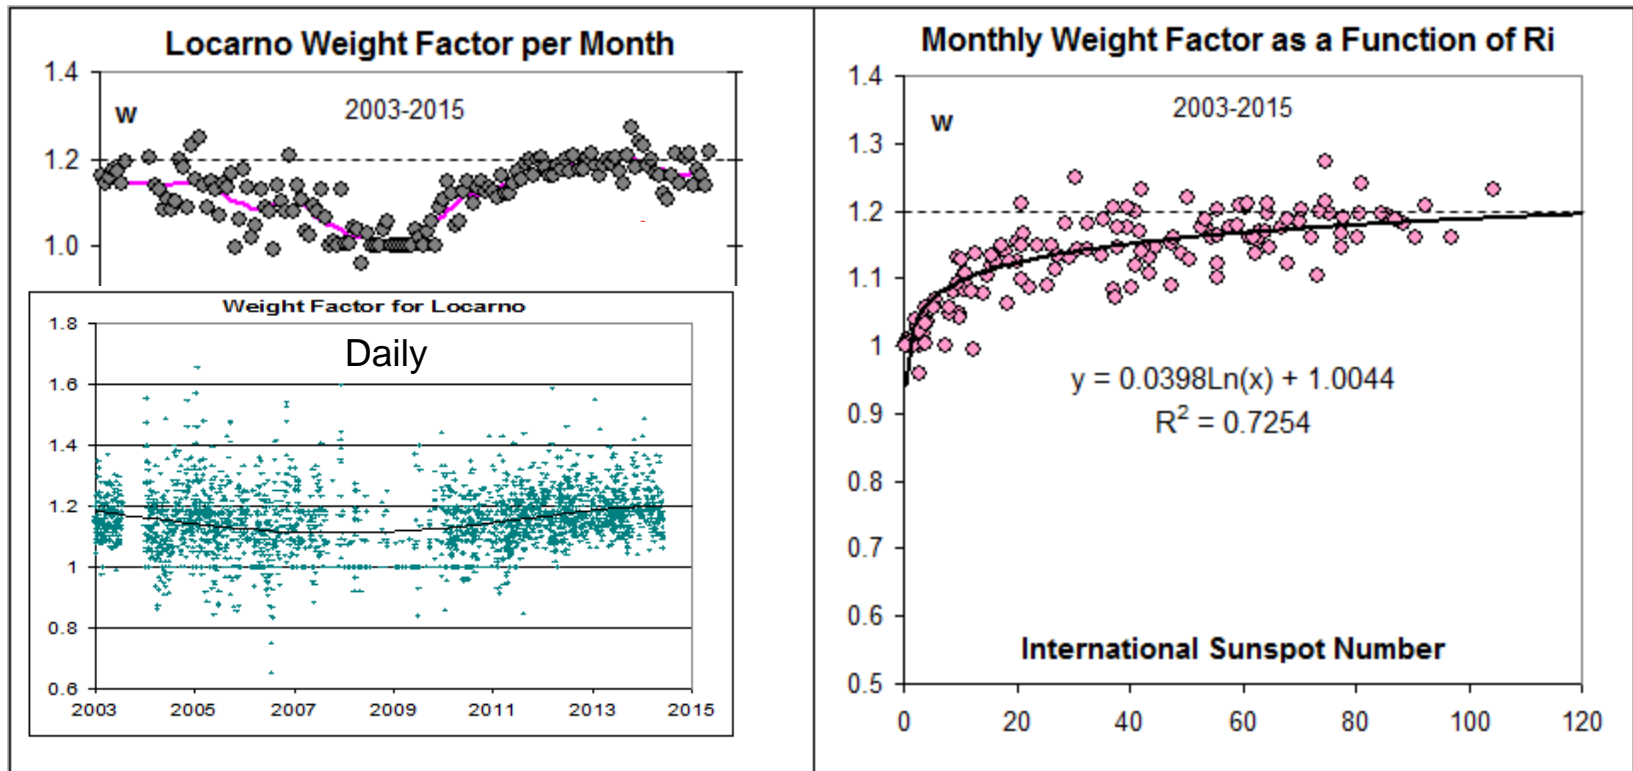 Locarno Weight Factor per Month
1.4
w
2003-2015
1.2
1.0
Weight Factor for Locarno
1.8
Daily
1.6
1.4
1.2
1
0.8
0.6
2003 2005 2007 2009 2011 2013 2015
Monthly Weight Factor as a Function of Ri
1.4
2003-2015
w
1.3
1.2
1.1
1
y = 0.0398Ln(x) + 1.0044
0.9
R² = 0.7254
0.8
0.7
0.6
International Sunspot Number
0.5
0 20 40 60 80 100 120